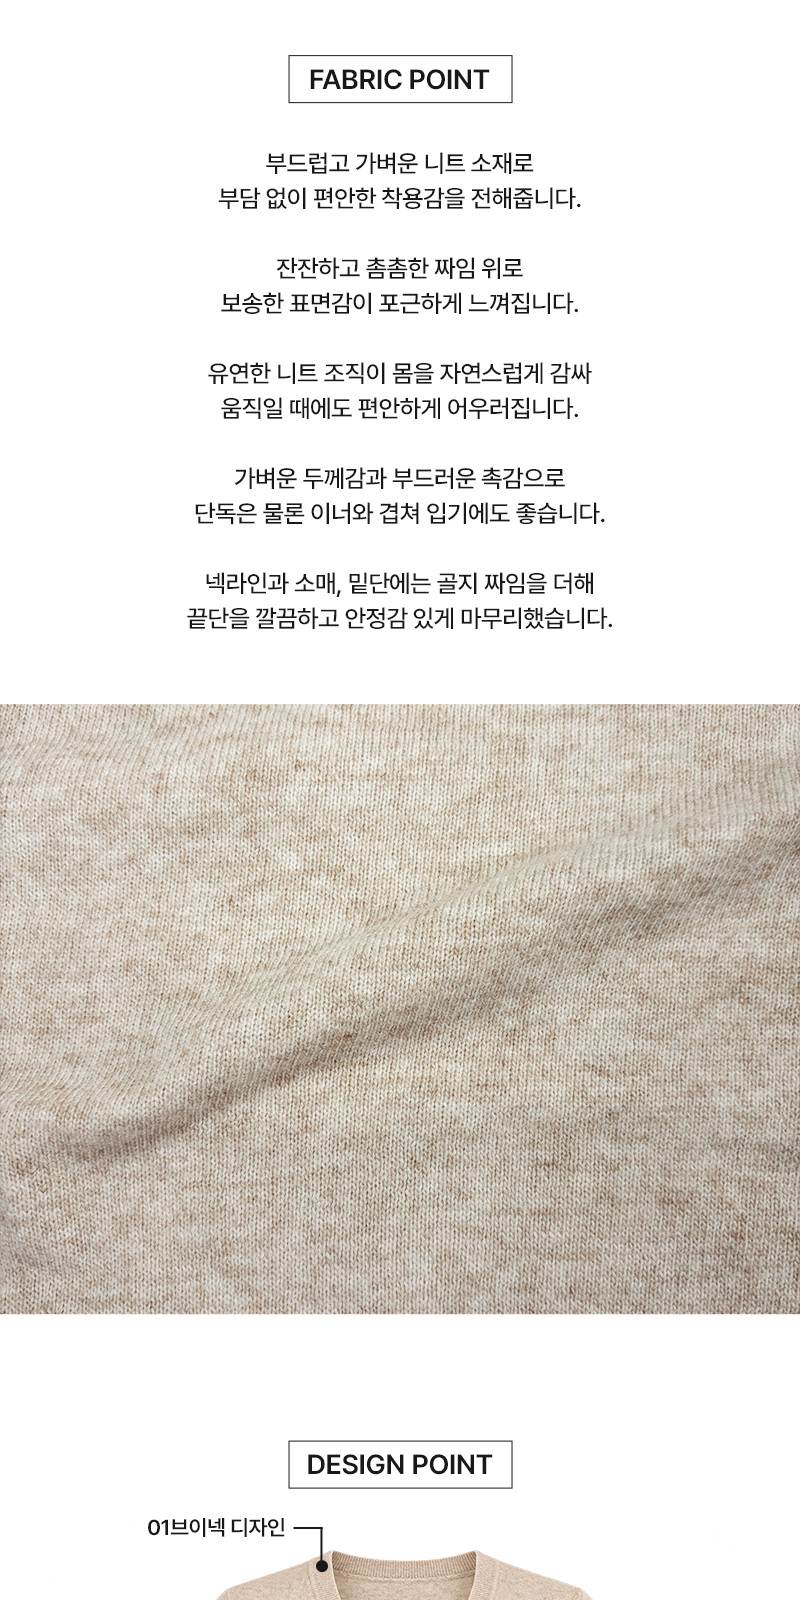 FABRIC POINT
부드럽고 가벼운 니트 소재로
부담 없이 편안한 착용감을 전해줍니다.
잔잔하고 촘촘한 짜임 위로
보송한 표면감이 포근하게 느껴집니다.
유연한 니트 조직이 몸을 자연스럽게 감싸
움직일 때에도 편안하게 어우러집니다.
가벼운 두께감과 부드러운 촉감으로
단독은 물론 이너와 겹쳐 입기에도 좋습니다.
넥라인과 소매, 밑단에는 골지 짜임을 더해
끝단을 깔끔하고 안정감 있게 마무리했습니다.
DESIGN POINT
01브이넥 디자인